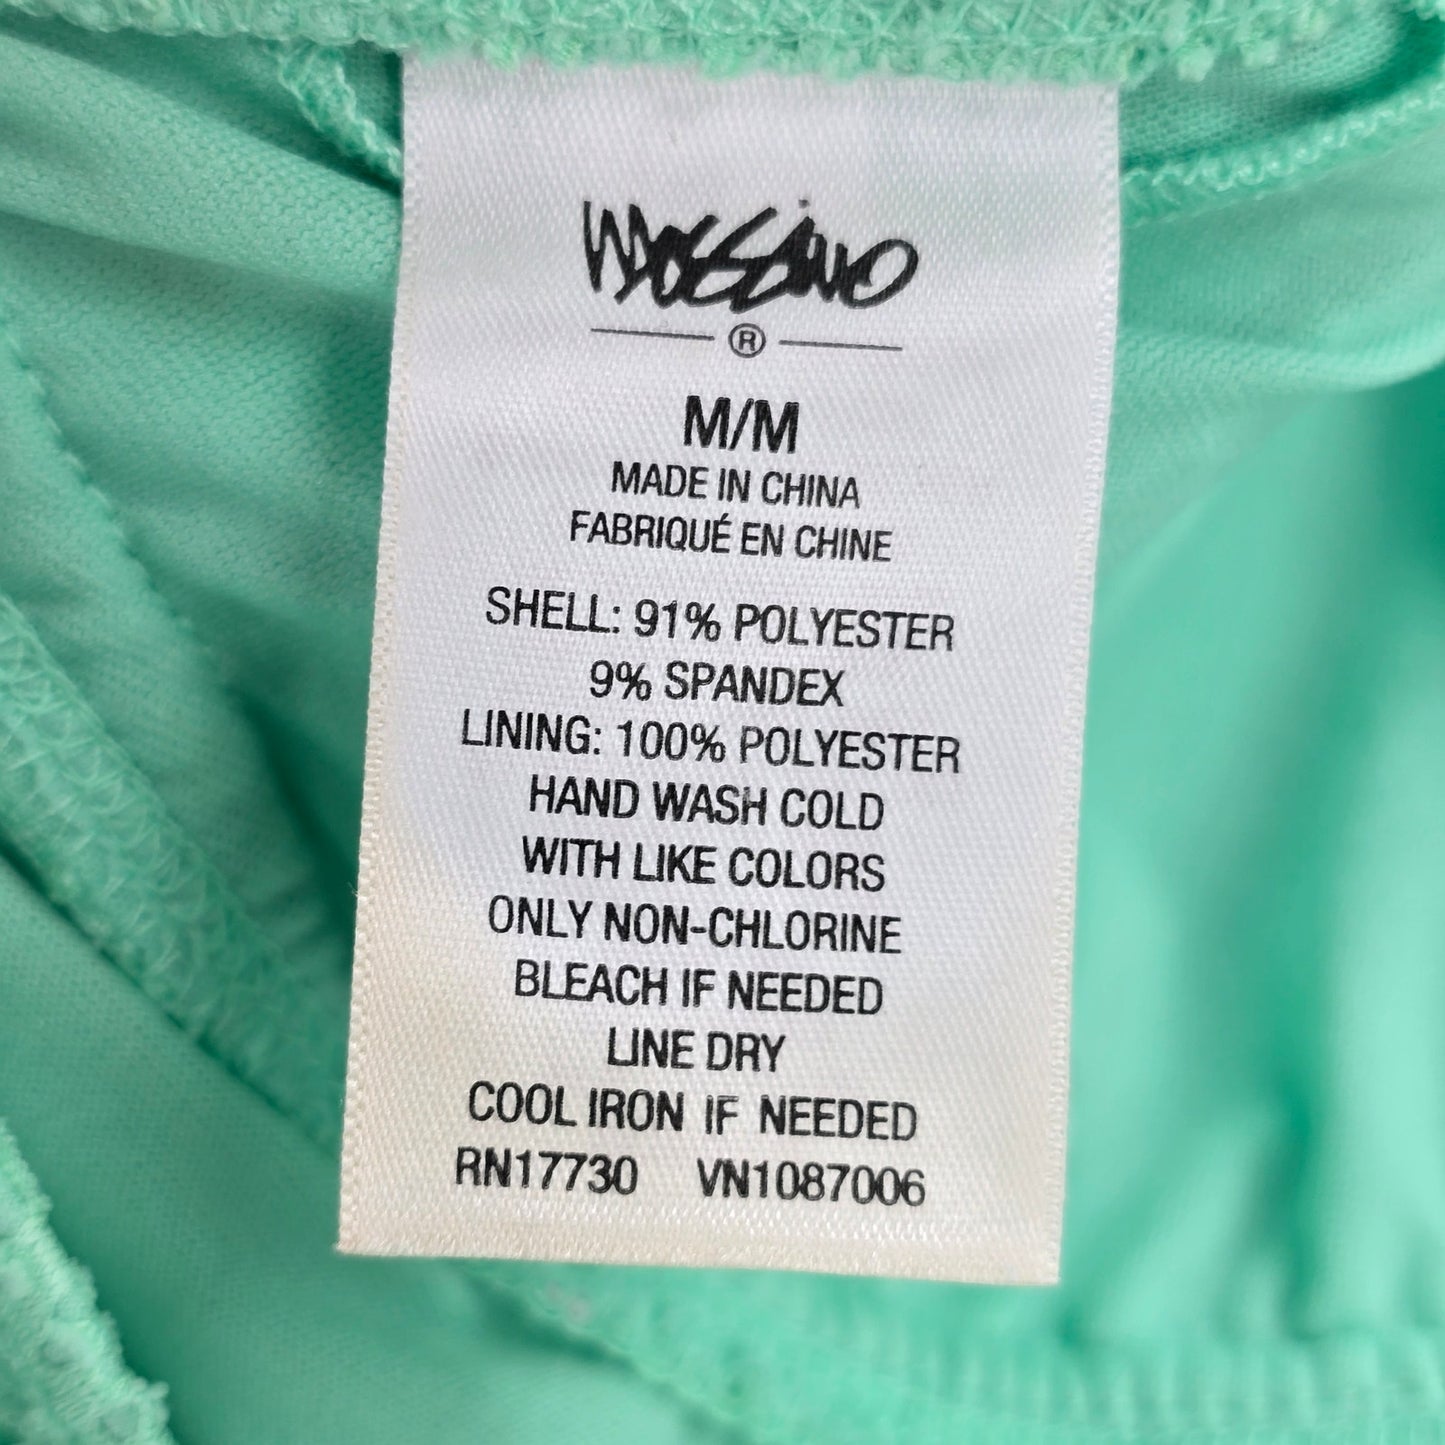 Mossimo
®
M/M
MADE IN CHINA
FABRIQUÉ EN CHINE
SHELL: 91% POLYESTER
9% SPANDEX
LINING: 100% POLYESTER
HAND WASH COLD
WITH LIKE COLORS
ONLY NON-CHLORINE
BLEACH IF NEEDED
LINE DRY
COOL IRON IF NEEDED
RN17730 VN1087006